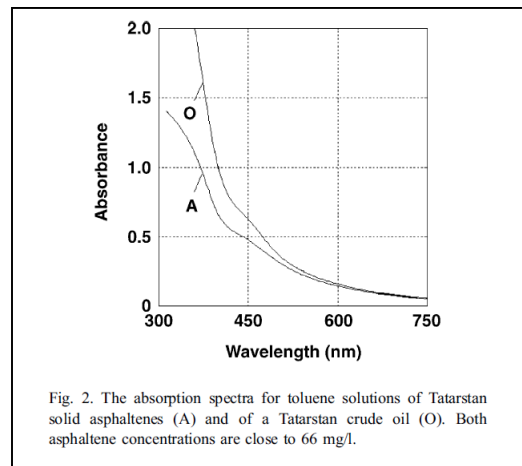 2.0
1.5
O
1.0
A
0.5
0
300 450 600 750
Absorbance
Wavelength (nm)
Fig. 2. The absorption spectra for toluene solutions of Tatarstan
solid asphaltenes (A) and of a Tatarstan crude oil (O). Both
asphaltene concentrations are close to 66 mg/l.